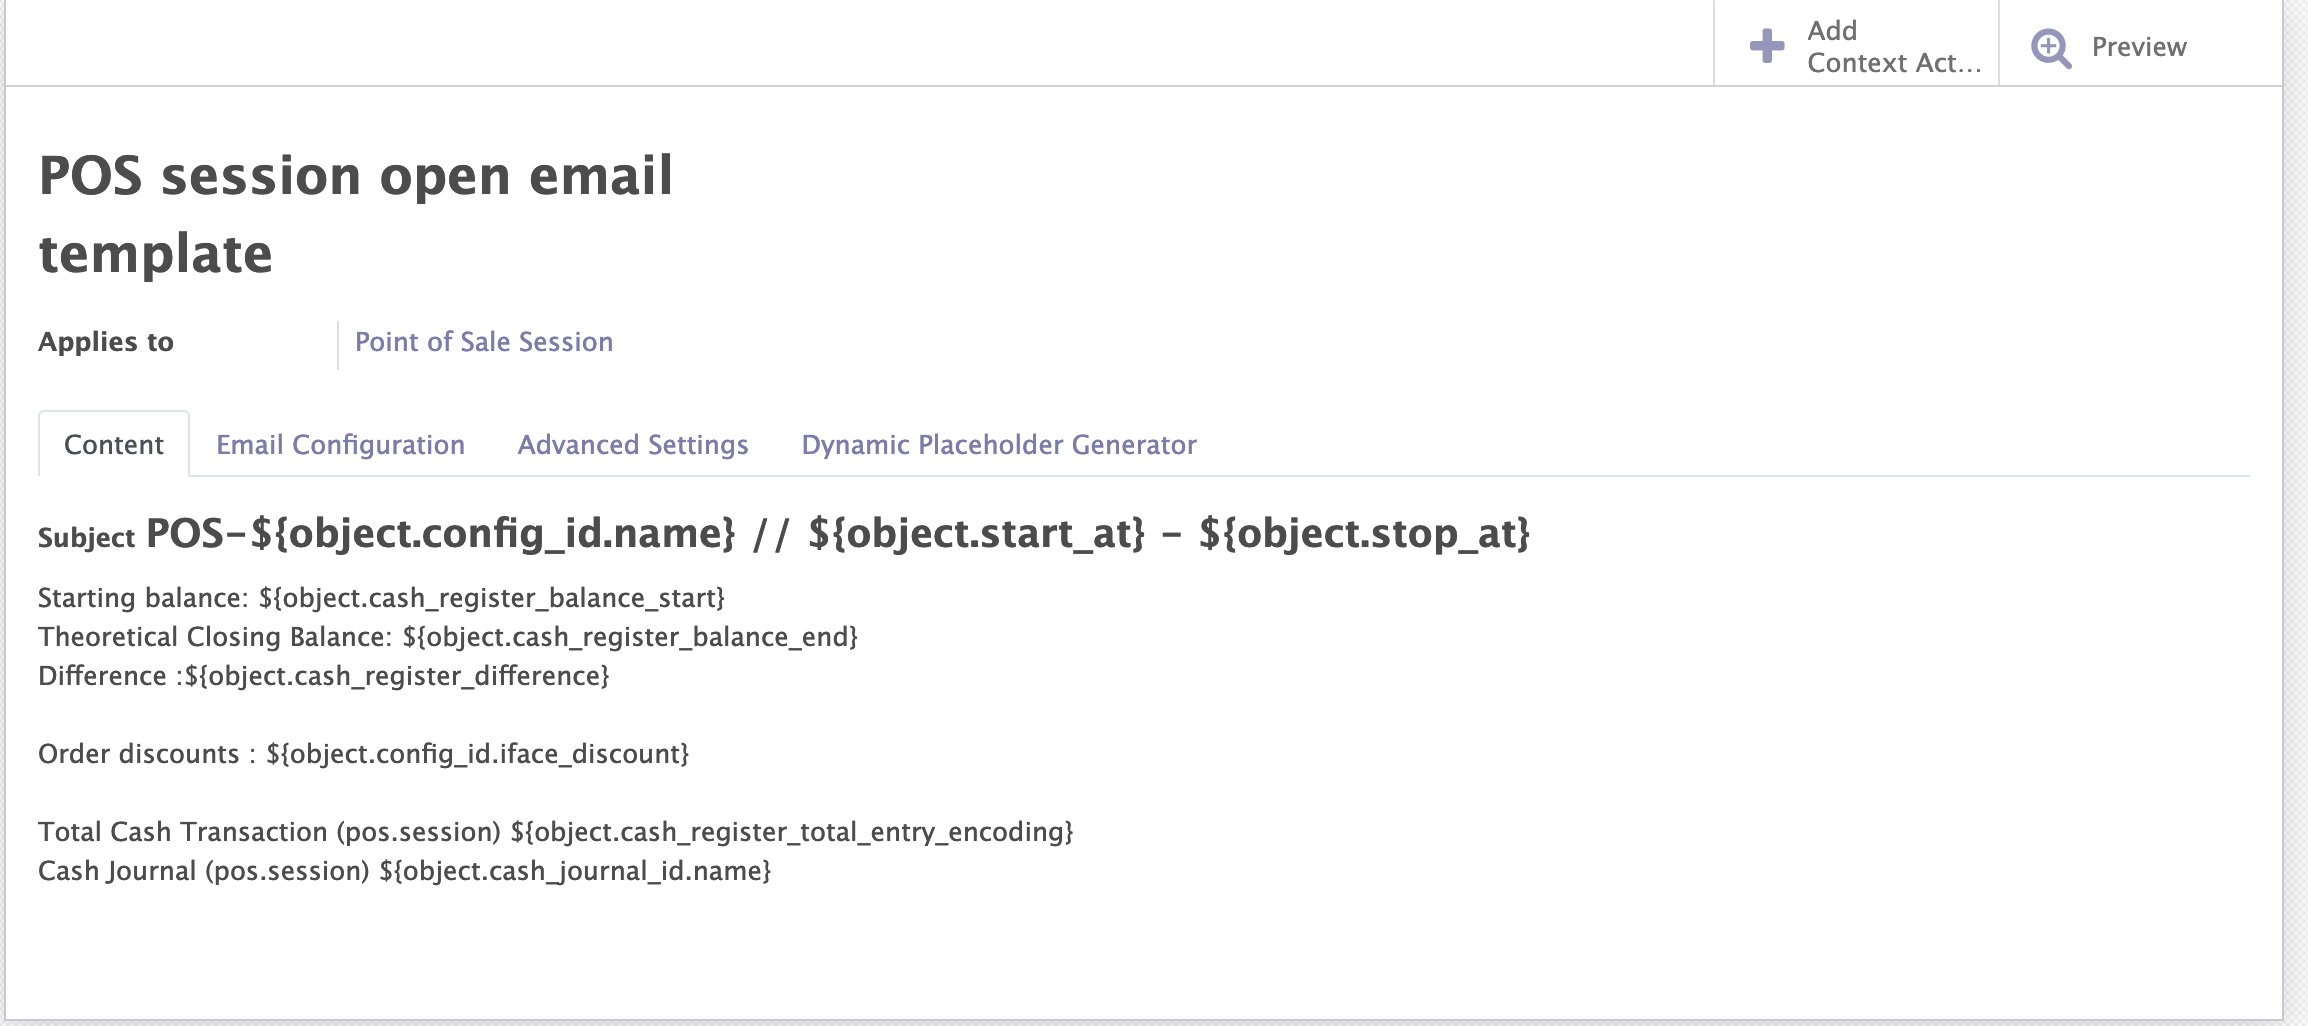 Add
Context Act...
Preview
POS session open email
template
Applies to
Point of Sale Session
Content
Email Configuration
Advanced Settings
Dynamic Placeholder Generator
Subject POS-${object.config_id.name} // ${object.start_at} - ${object.stop_at}
Starting balance: ${object.cash_register_balance_start}
Theoretical Closing Balance: ${object.cash_register_balance_end}
Difference :${object.cash_register_difference}
Order discounts : ${object.config_id.iface_discount}
Total Cash Transaction (pos.session) ${object.cash_register_total_entry_encoding}
Cash Journal (pos.session) ${object.cash_journal_id.name}